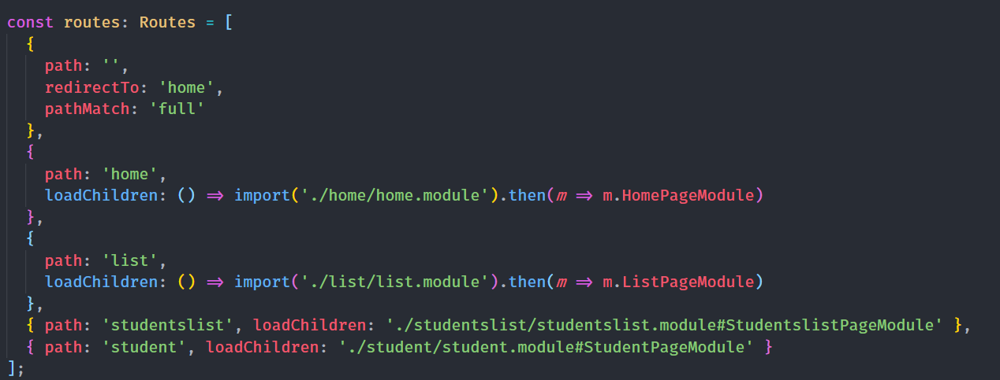 const routes: Routes = [
  {
    path: '',
    redirectTo: 'home',
    pathMatch: 'full'
  },
  {
    path: 'home',
    loadChildren: () => import('./home/home.module').then(m => m.HomePageModule)
  },
  {
    path: 'list',
    loadChildren: () => import('./list/list.module').then(m => m.ListPageModule)
  },
  { path: 'studentslist', loadChildren: './studentslist/studentslist.module#StudentslistPageModule' },
  { path: 'student', loadChildren: './student/student.module#StudentPageModule' }
];